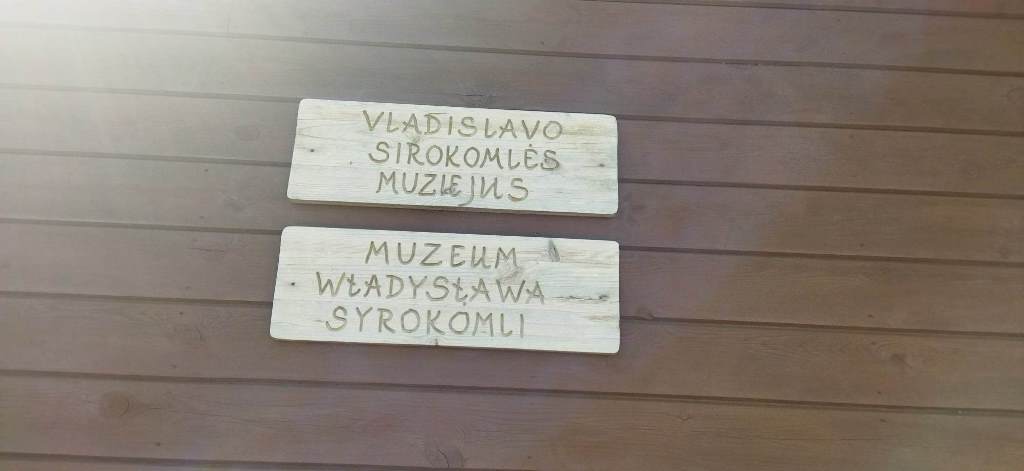 VLADISLAVO
SIROKOMLĖS
MUZIEJUS
MUZEUM
WŁADYSŁAWA
SYROKOMLI